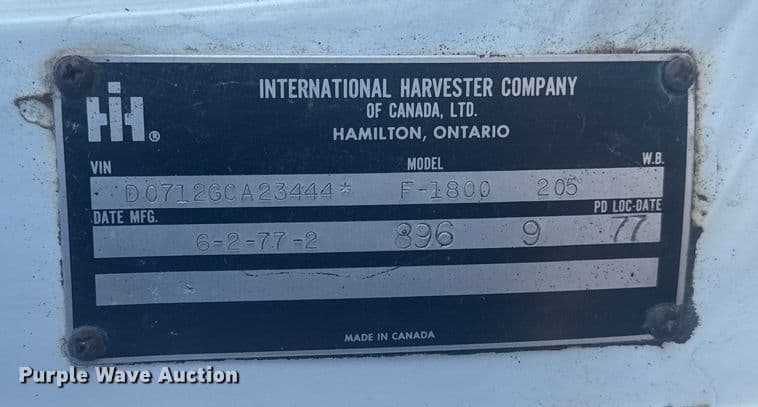 IH®
INTERNATIONAL HARVESTER COMPANY
OF CANADA, LTD.
HAMILTON, ONTARIO
VIN MODEL W.B.
D0712GCA23444* F-1800 205
DATE MFG. PD LOC-DATE
6-2-77-2 896 9 77
MADE IN CANADA
Purple Wave Auction